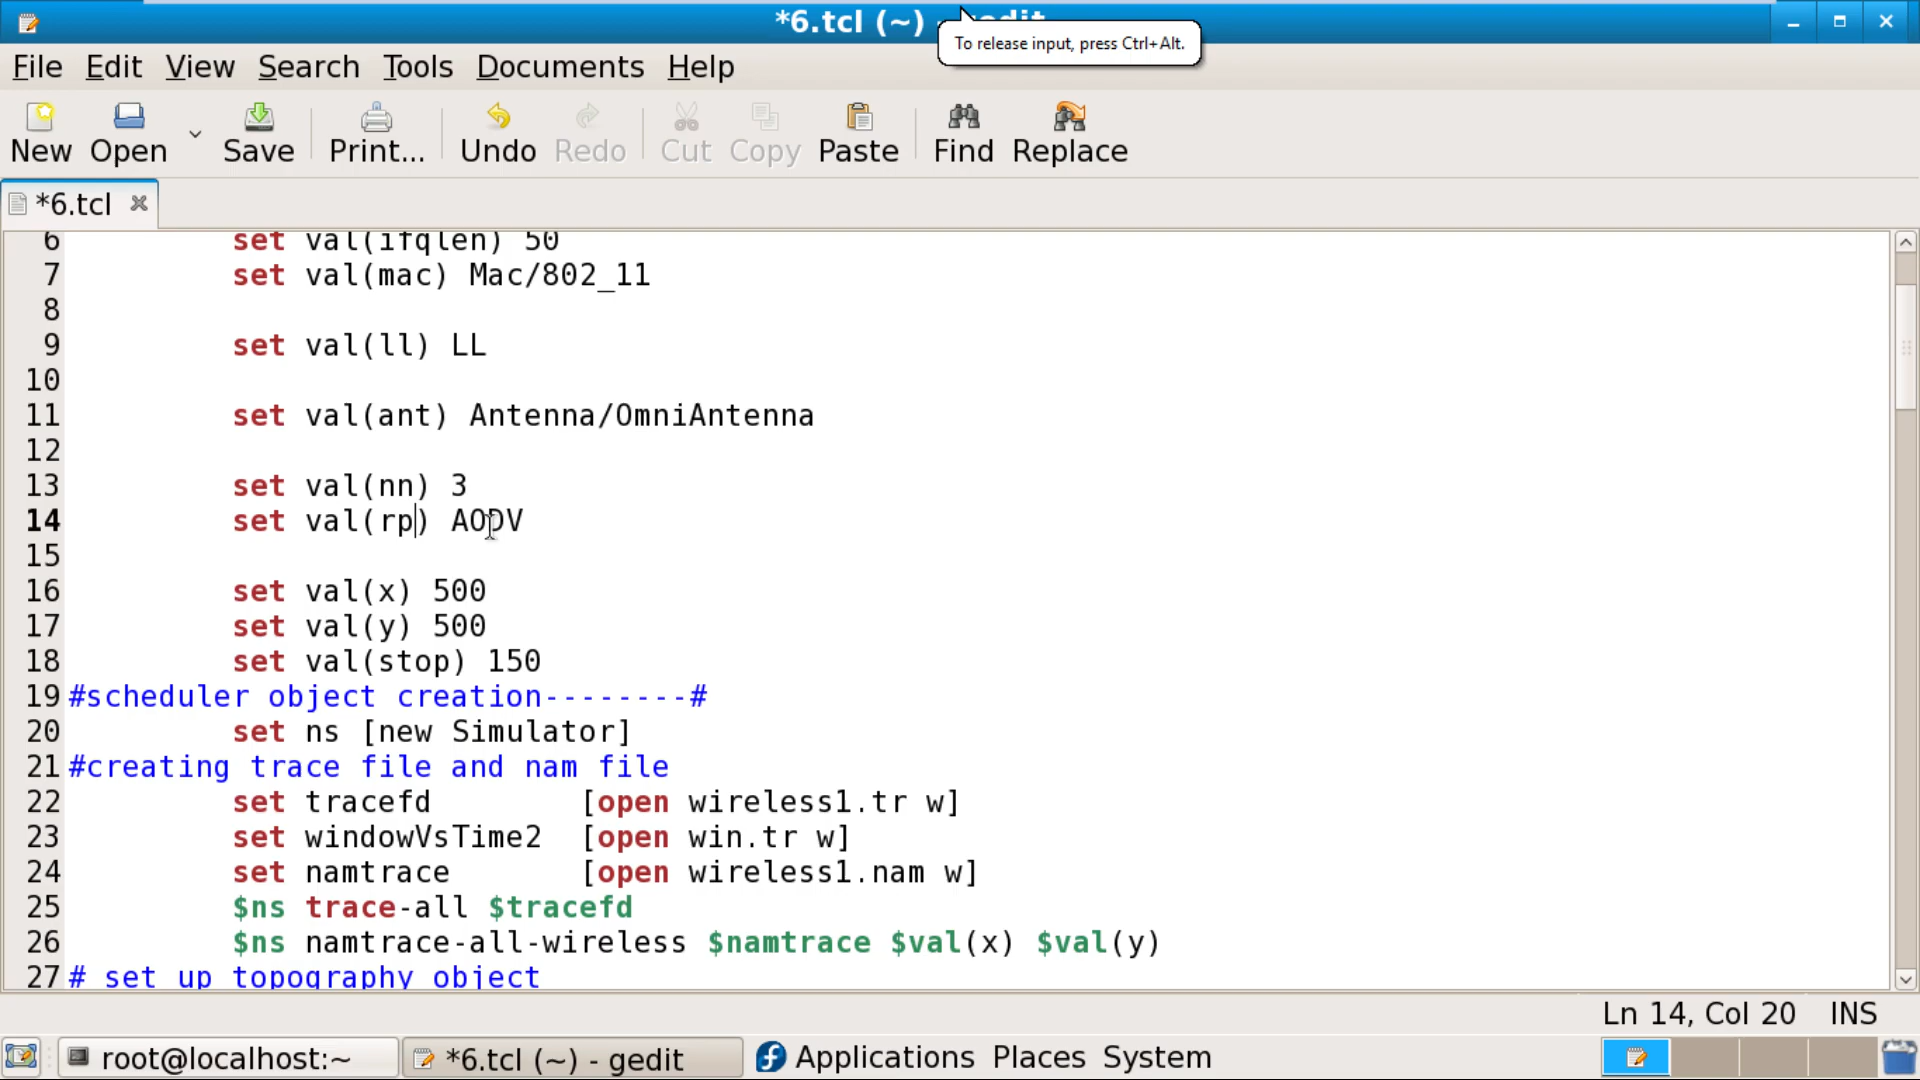 *6.tcl (~) - gedit
To release input, press Ctrl+Alt.
File Edit View Search Tools Documents Help
New Open Save Print... Undo Redo Cut Copy Paste Find Replace
*6.tcl
6 set val(ifqlen) 50
7 set val(mac) Mac/802_11
8
9 set val(ll) LL
10
11 set val(ant) Antenna/OmniAntenna
12
13 set val(nn) 3
14 set val(rp) AODV
15
16 set val(x) 500
17 set val(y) 500
18 set val(stop) 150
19 #scheduler object creation--------#
20 set ns [new Simulator]
21 #creating trace file and nam file
22 set tracefd [open wireless1.tr w]
23 set windowVsTime2 [open win.tr w]
24 set namtrace [open wireless1.nam w]
25 $ns trace-all $tracefd
26 $ns namtrace-all-wireless $namtrace $val(x) $val(y)
27 # set up topography object
Ln 14, Col 20 INS
root@localhost:~ *6.tcl (~) - gedit Applications Places System